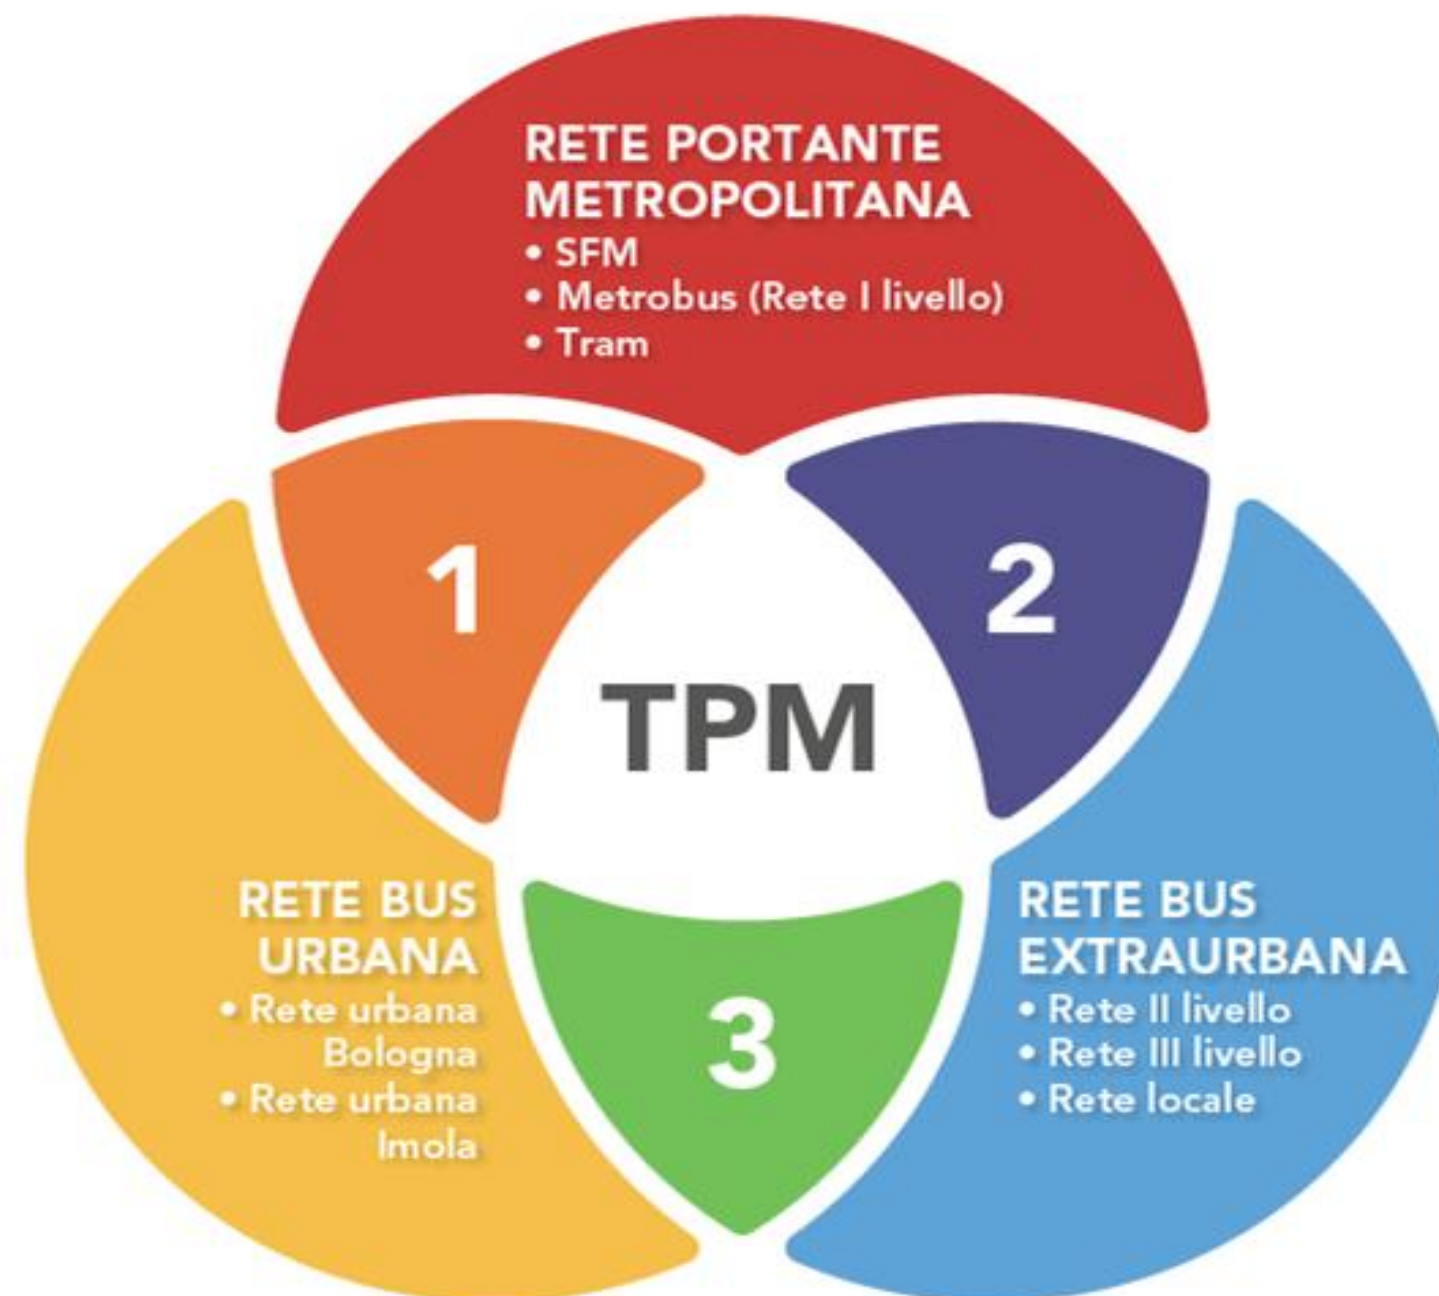 RETE PORTANTE
METROPOLITANA
• SFM
• Metrobus (Rete I livello)
• Tram
1
2
TPM
RETE BUS
URBANA
• Rete urbana
Bologna
• Rete urbana
Imola
3
RETE BUS
EXTRAURBANA
• Rete II livello
• Rete III livello
• Rete locale